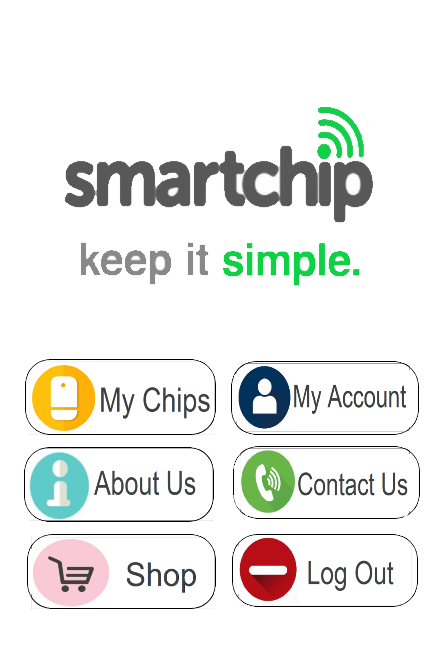 smartchip
keep it simple.
My Chips
My Account
About Us
Contact Us
Shop
Log Out